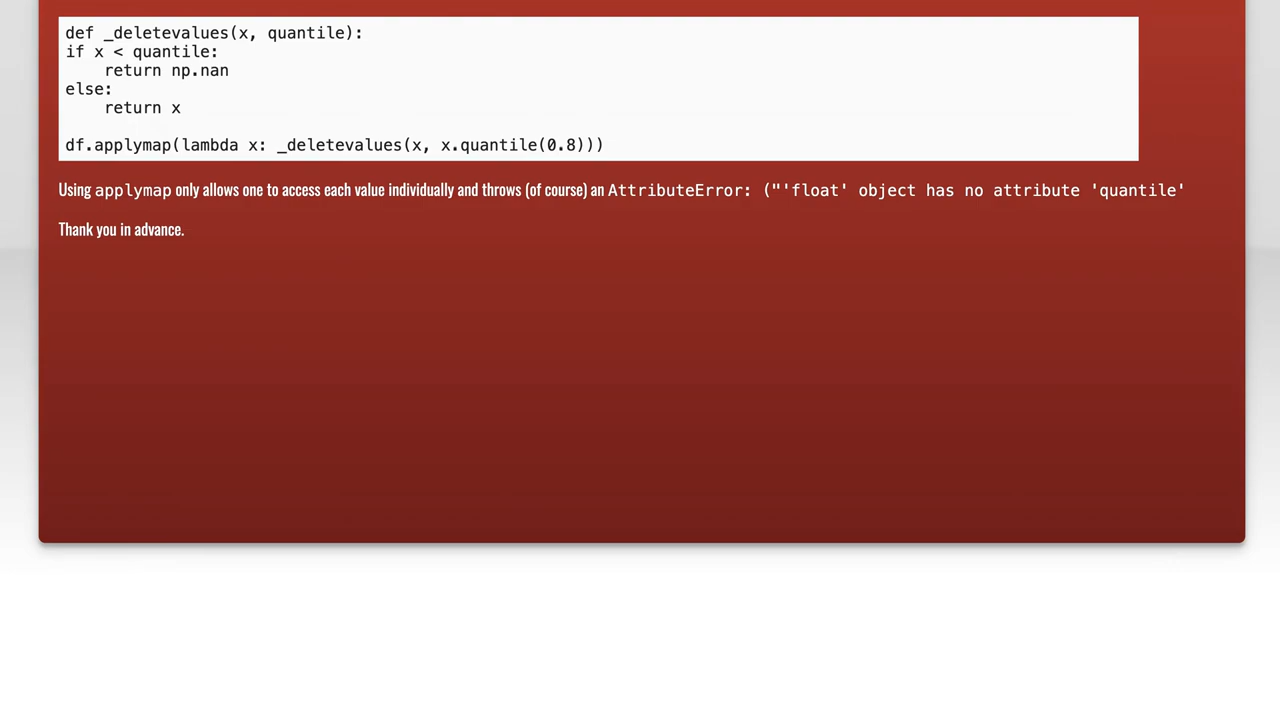 def _deletevalues(x, quantile):
if x < quantile:
    return np.nan
else:
    return x

df.applymap(lambda x: _deletevalues(x, x.quantile(0.8)))
Using applymap only allows one to access each value individually and throws (of course) an AttributeError: ("'float' object has no attribute 'quantile'
Thank you in advance.